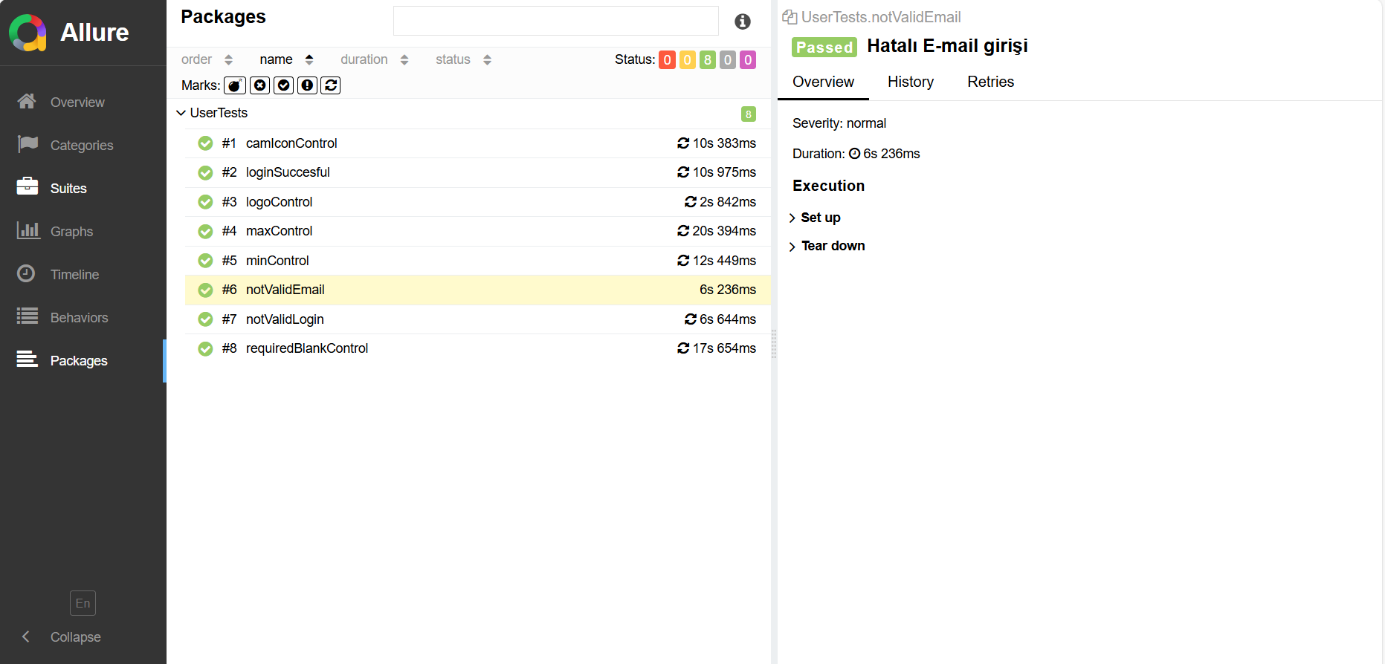 Allure
Overview
Categories
Suites
Graphs
Timeline
Behaviors
Packages
En
Collapse
Packages
order name duration status Status: 0 0 8 0 0
Marks:
UserTests 8
#1 camIconControl 10s 383ms
#2 loginSuccesful 10s 975ms
#3 logoControl 2s 842ms
#4 maxControl 20s 394ms
#5 minControl 12s 449ms
#6 notValidEmail 6s 236ms
#7 notValidLogin 6s 644ms
#8 requiredBlankControl 17s 654ms
UserTests.notValidEmail
Passed Hatalı E-mail girişi
Overview History Retries
Severity: normal
Duration: 6s 236ms
Execution
Set up
Tear down